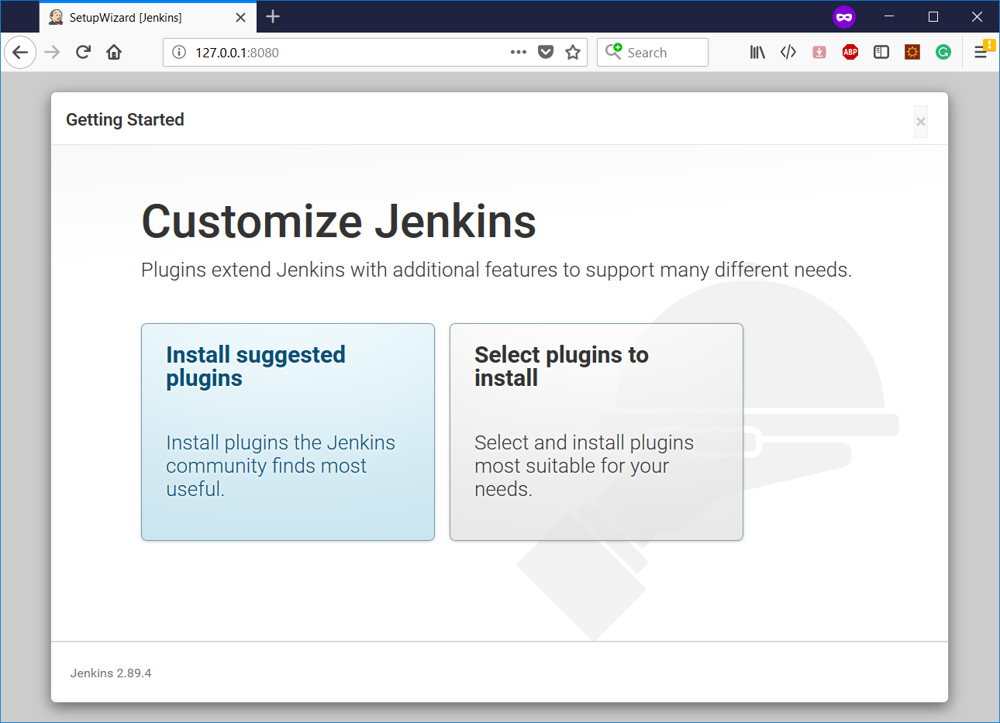 SetupWizard [Jenkins]
127.0.0.1:8080
Search
ABP
Getting Started
×
Customize Jenkins
Plugins extend Jenkins with additional features to support many different needs.
Install suggested
plugins
Install plugins the Jenkins
community finds most
useful.
Select plugins to
install
Select and install plugins
most suitable for your
needs.
Jenkins 2.89.4